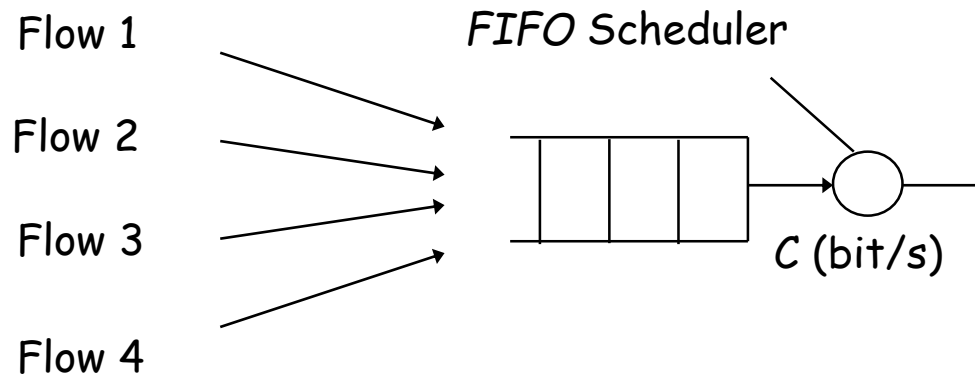 Flow 1
FIFO Scheduler
Flow 2
Flow 3
C (bit/s)
Flow 4